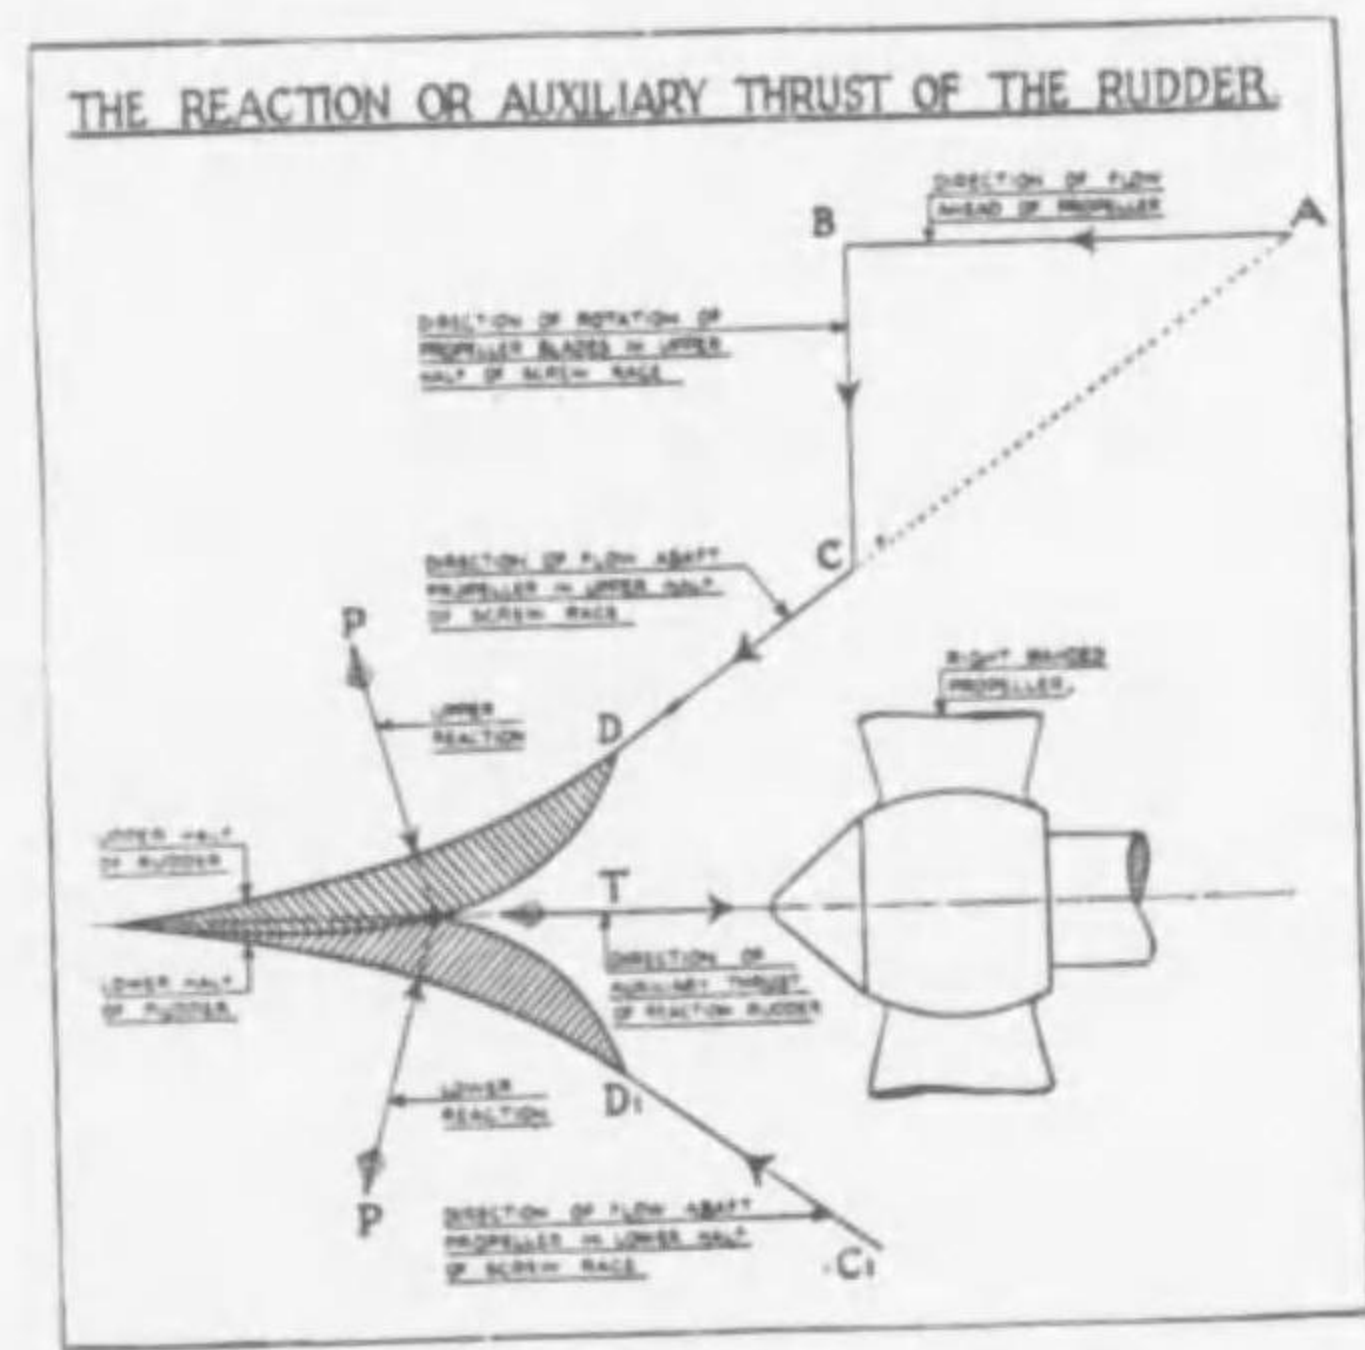 THE REACTION OR AUXILIARY THRUST OF THE RUDDER.
DIRECTION OF FLOW
AHEAD OF PROPELLER
A
B
DIRECTION OF ROTATION OF
PROPELLER BLADES IN UPPER
HALF OF SCREW RACE
C
DIRECTION OF FLOW ABAFT
PROPELLER IN UPPER HALF
OF SCREW RACE
P
RIGHT HANDED
PROPELLER.
UPPER
REACTION
D
UPPER HALF
OF RUDDER
T
LOWER HALF
OF RUDDER
DIRECTION OF
AUXILIARY THRUST
OF REACTION RUDDER
LOWER
REACTION
D1
P
DIRECTION OF FLOW ABAFT
PROPELLER IN LOWER HALF
OF SCREW RACE
C1